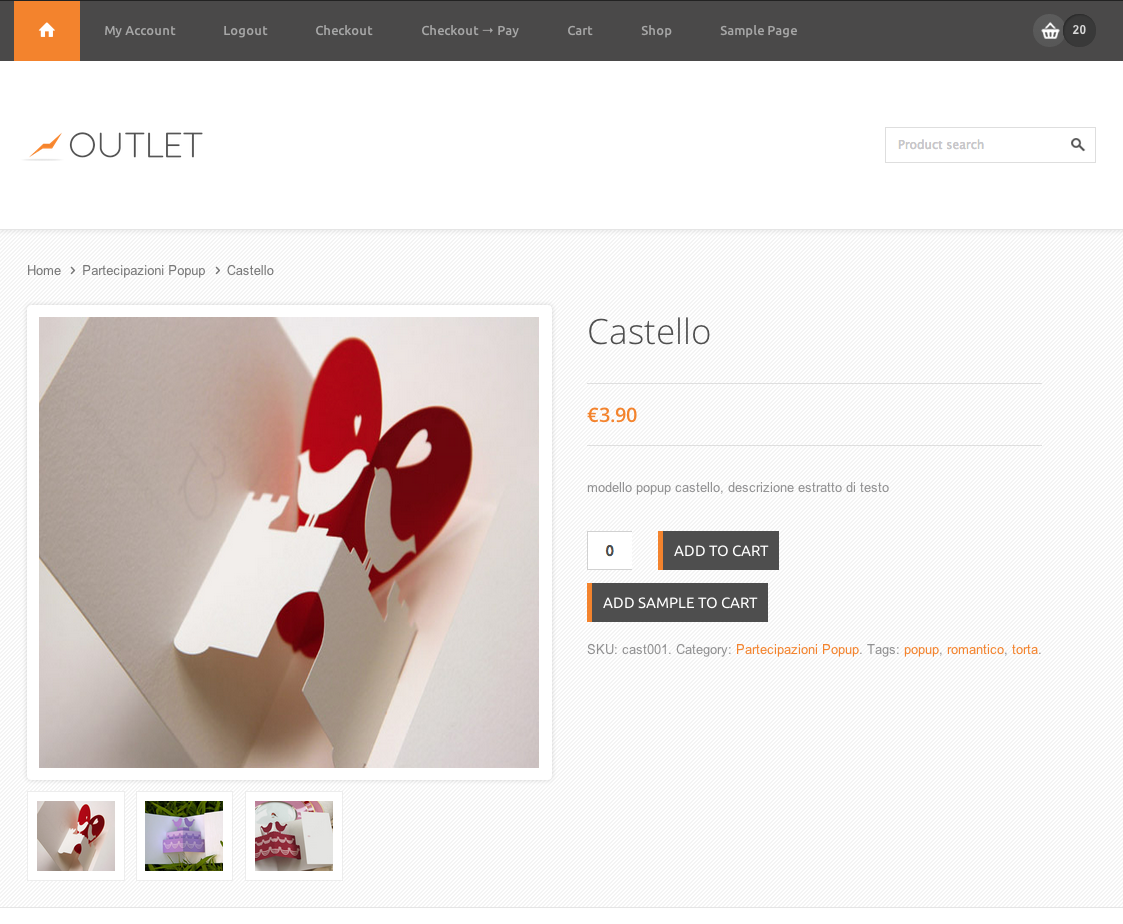 My Account Logout Checkout Checkout → Pay Cart Shop Sample Page 20
OUTLET
Product search
Home > Partecipazioni Popup > Castello
Castello
€3.90
modello popup castello, descrizione estratto di testo
0 ADD TO CART
ADD SAMPLE TO CART
SKU: cast001. Category: Partecipazioni Popup. Tags: popup, romantico, torta.